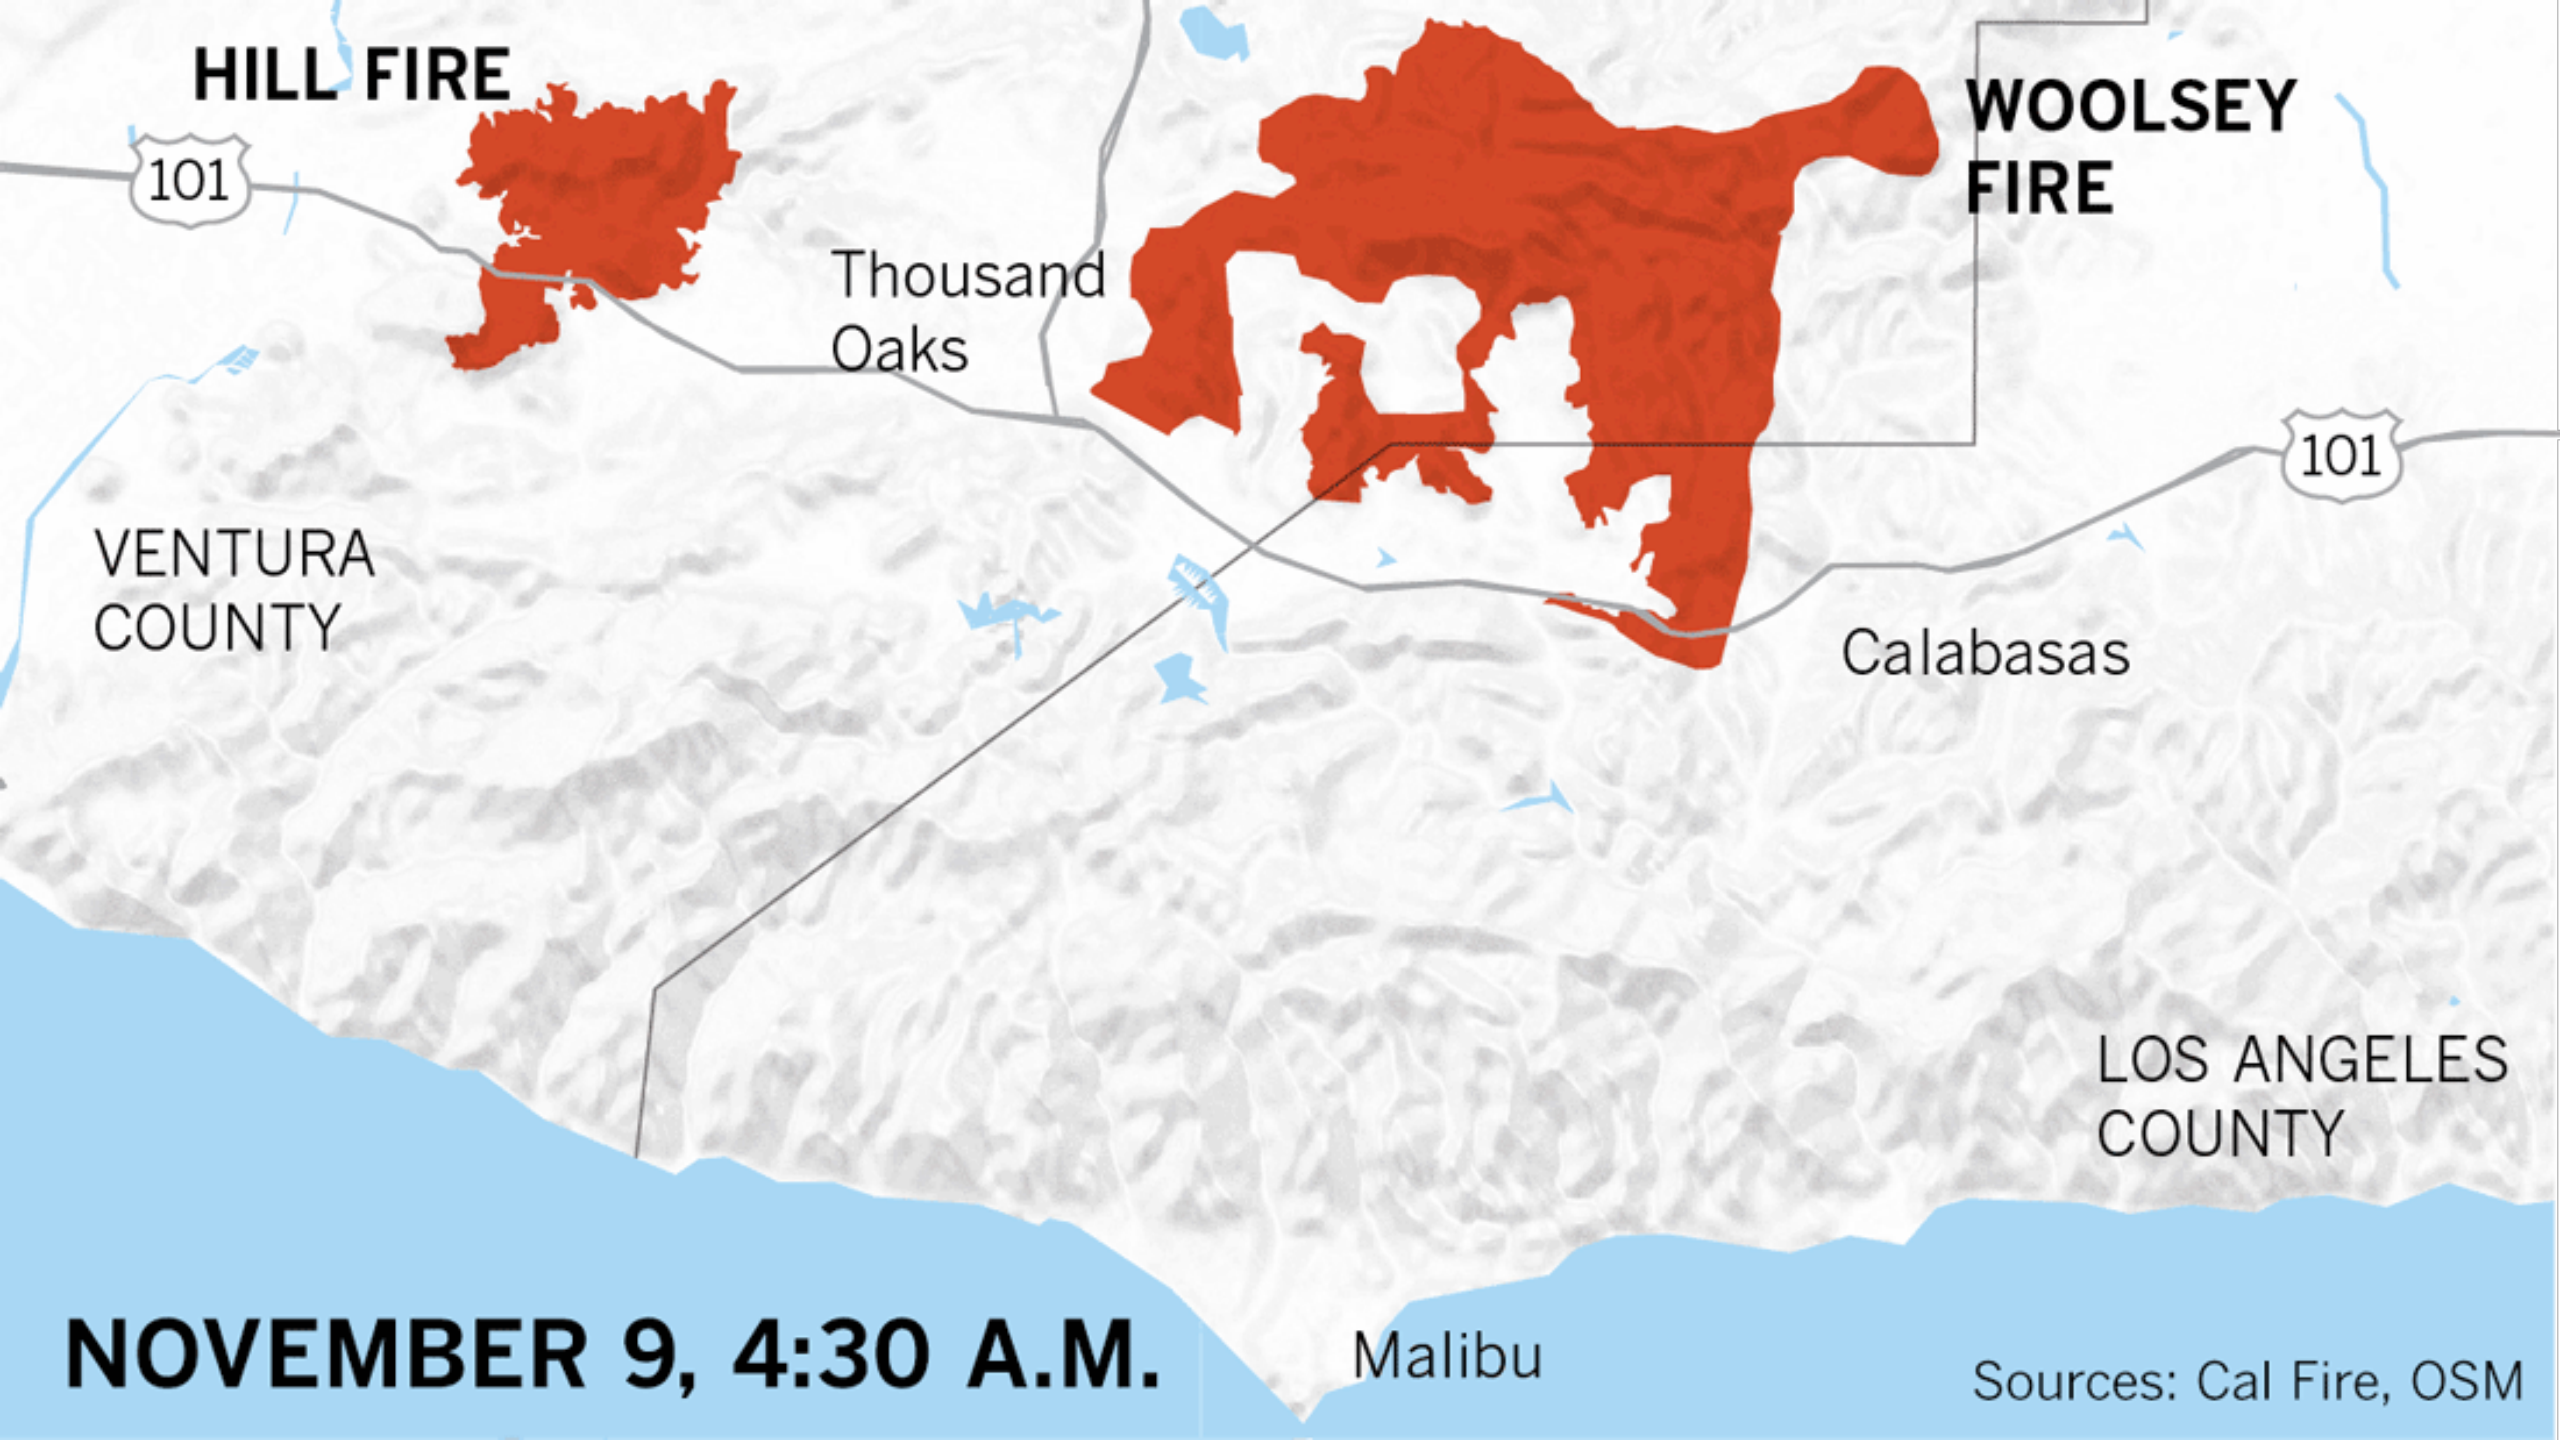 HILL FIRE
WOOLSEY
FIRE
101
Thousand
Oaks
101
VENTURA
COUNTY
Calabasas
LOS ANGELES
COUNTY
NOVEMBER 9, 4:30 A.M.
Malibu
Sources: Cal Fire, OSM